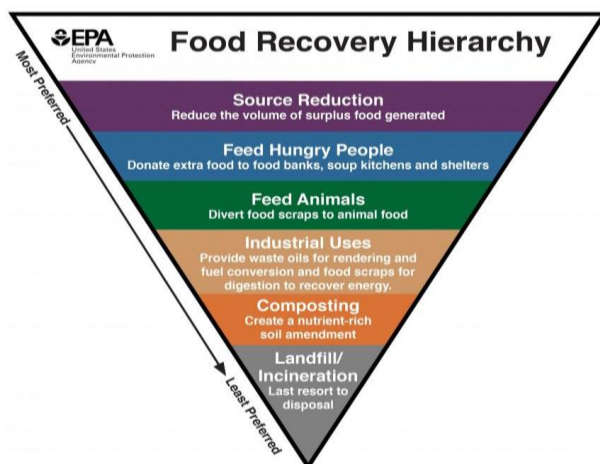 EPA
United States
Environmental Protection
Agency
Food Recovery Hierarchy
Most Preferred
Source Reduction
Reduce the volume of surplus food generated
Feed Hungry People
Donate extra food to food banks, soup kitchens and shelters
Feed Animals
Divert food scraps to animal food
Industrial Uses
Provide waste oils for rendering and
fuel conversion and food scraps for
digestion to recover energy.
Composting
Create a nutrient-rich
soil amendment
Landfill/
Incineration
Last resort to
disposal
Least Preferred